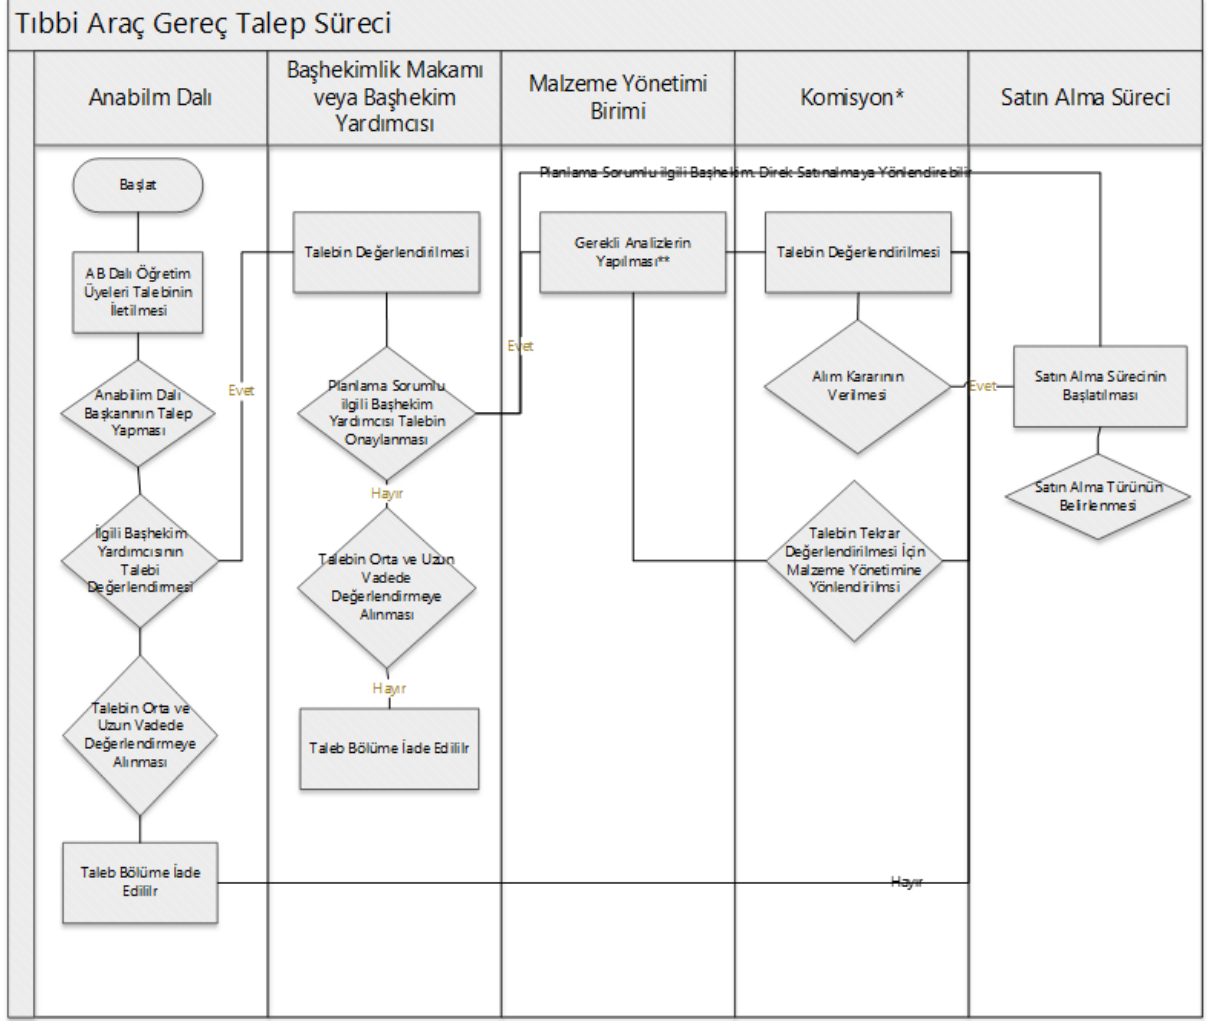 Tıbbi Araç Gereç Talep Süreci
Anabilm Dalı
Başhekimlik Makamı
veya Başhekim
Yardımcısı
Malzeme Yönetimi
Birimi
Komisyon*
Satın Alma Süreci
Başlat
AB Dalı Öğretim
Üyeleri Talebinin
İletilmesi
Anabilim Dalı
Başkanının Talep
Yapması
İlgili Başhekim
Yardımcısının
Talebi
Değerlendirmesi
Talebin Orta ve
Uzun Vadede
Değerlendirmeye
Alınması
Taleb Bölüme İade
Edililr
Evet
Talebin Değerlendirilmesi
Planlama Sorumlu
ilgili Başhekim
Yardımcısı Talebin
Onaylanması
Hayır
Talebin Orta ve Uzun
Vadede
Değerlendirmeye
Alınması
Hayır
Taleb Bölüme İade Edililr
Evet
Planlama Sorumlu ilgili Başhekim. Direk Satınalmaya Yönlendirebilir
Gerekli Analizlerin
Yapılması**
Talebin Değerlendirilmesi
Alım Kararının
Verilmesi
Evet
Talebin Tekrar
Değerlendirilmesi İçin
Malzeme Yönetimine
Yönlendirilmsi
Hayır
Satın Alma Sürecinin
Başlatılması
Satın Alma Türünün
Belirlenmesi